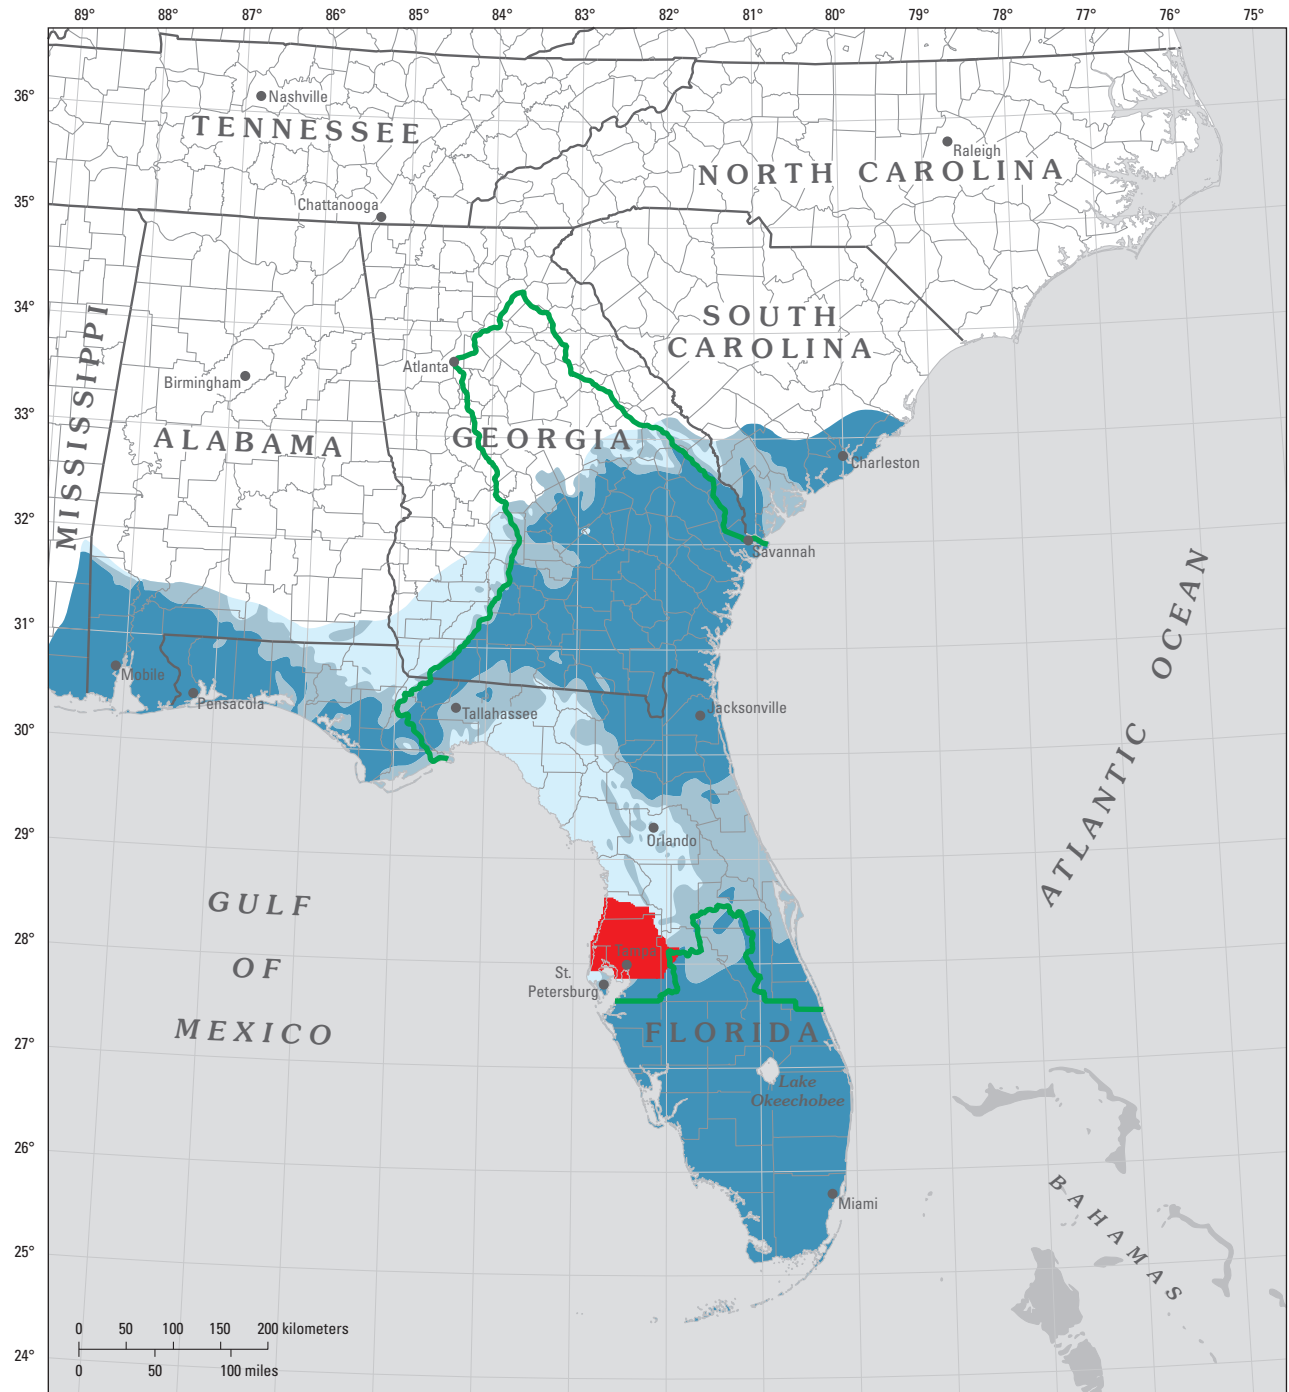 89° 88° 87° 86° 85° 84° 83° 82° 81° 80° 79° 78° 77° 76° 75°
36°
Nashville
TENNESSEE
Raleigh
NORTH CAROLINA
35°
Chattanooga
34°
SOUTH
CAROLINA
Atlanta
Birmingham
MISSISSIPPI
33°
ALABAMA
GEORGIA
Charleston
32°
Savannah
31°
ATLANTIC OCEAN
Mobile
Pensacola
Tallahassee
Jacksonville
30°
29°
Orlando
GULF
OF
MEXICO
28°
Tampa
St.
Petersburg
FLORIDA
27°
Lake
Okeechobee
26°
Miami
BAHAMAS
25°
0 50 100 150 200 kilometers
0 50 100 miles
24°